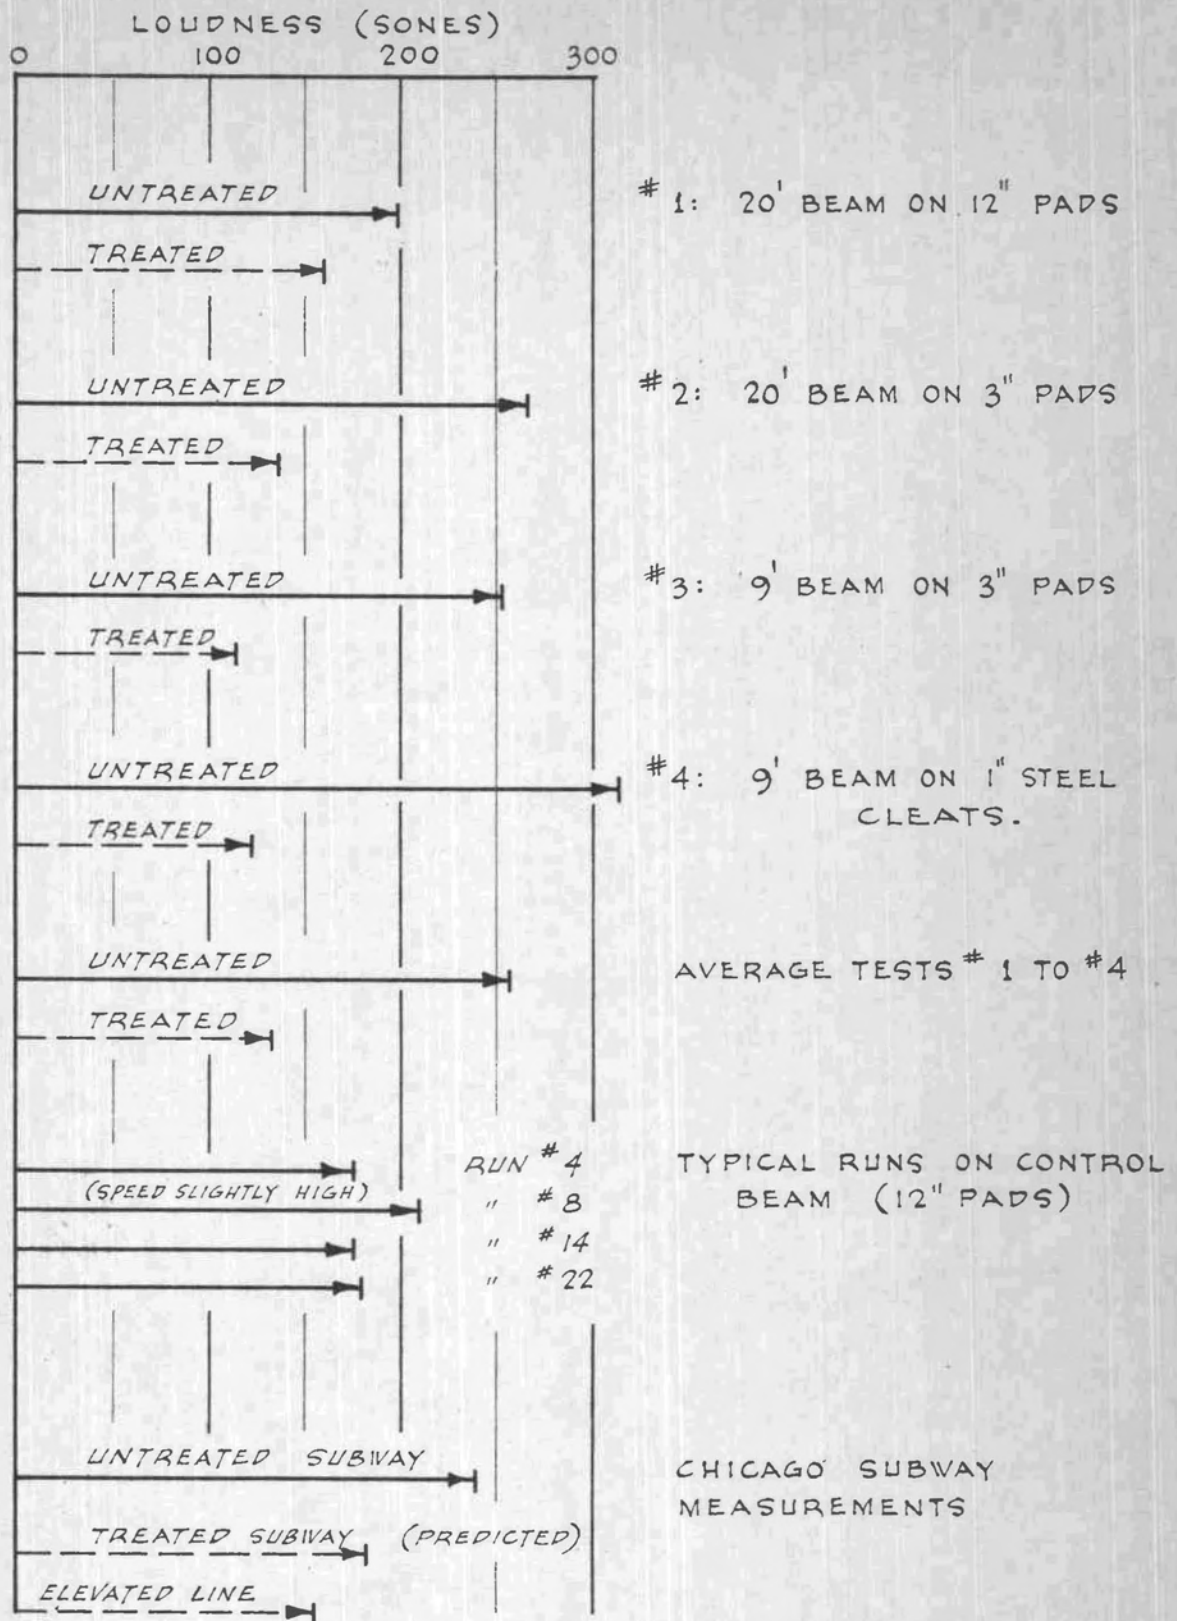 LOUDNESS (SONES)
0 100 200 300
UNTREATED
# 1: 20' BEAM ON 12" PADS
TREATED
UNTREATED
# 2: 20' BEAM ON 3" PADS
TREATED
UNTREATED
# 3: 9' BEAM ON 3" PADS
TREATED
UNTREATED
# 4: 9' BEAM ON 1" STEEL
CLEATS.
TREATED
UNTREATED
AVERAGE TESTS # 1 TO # 4
TREATED
RUN # 4
TYPICAL RUNS ON CONTROL
(SPEED SLIGHTLY HIGH)
" # 8
BEAM (12" PADS)
" # 14
" # 22
UNTREATED SUBWAY
CHICAGO SUBWAY
MEASUREMENTS
TREATED SUBWAY (PREDICTED)
ELEVATED LINE